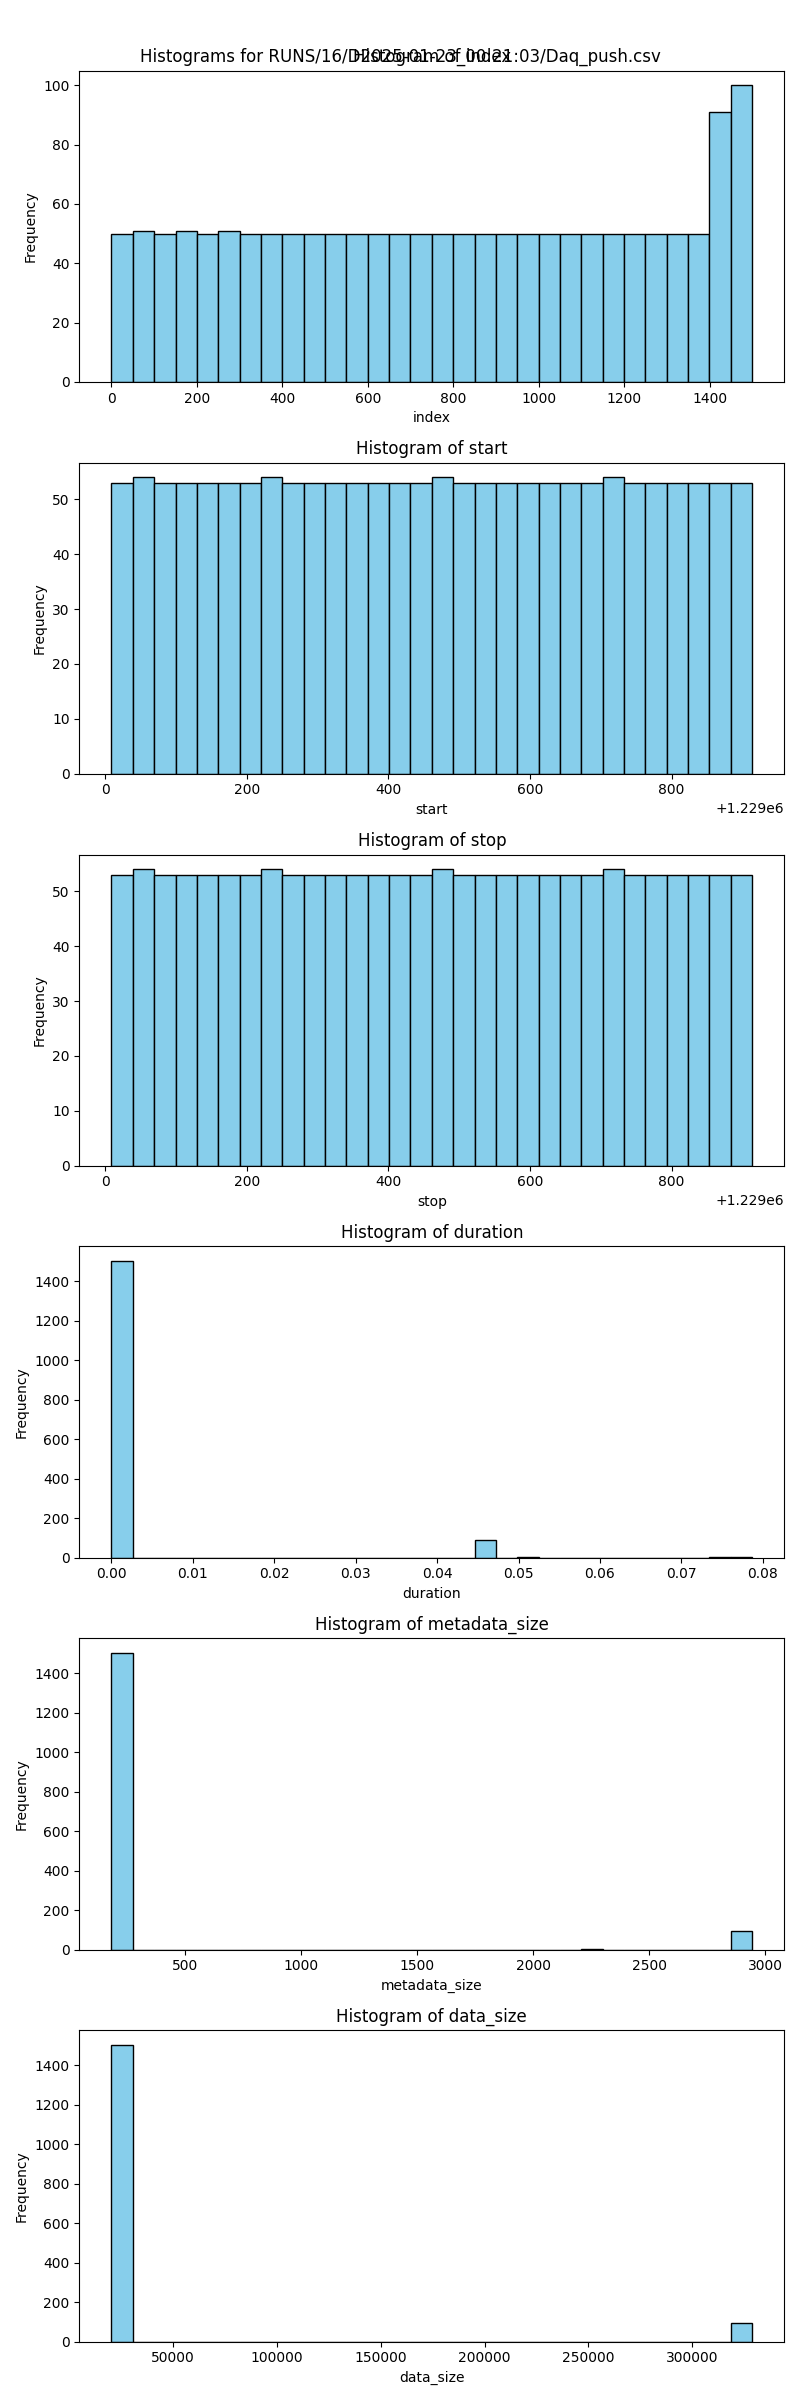 Histograms for RUNS/16/D2025-01-23_00:21:03/Daq_push.csv
Histogram of index
100
80
60
40
20
0
Frequency
0 200 400 600 800 1000 1200 1400
index
Histogram of start
50
40
30
20
10
0
Frequency
0 200 400 600 800
start
+1.229e6
Histogram of stop
50
40
30
20
10
0
Frequency
0 200 400 600 800
stop
+1.229e6
Histogram of duration
1400
1200
1000
800
600
400
200
0
Frequency
0.00 0.01 0.02 0.03 0.04 0.05 0.06 0.07 0.08
duration
Histogram of metadata_size
1400
1200
1000
800
600
400
200
0
Frequency
500 1000 1500 2000 2500 3000
metadata_size
Histogram of data_size
1400
1200
1000
800
600
400
200
0
Frequency
50000 100000 150000 200000 250000 300000
data_size